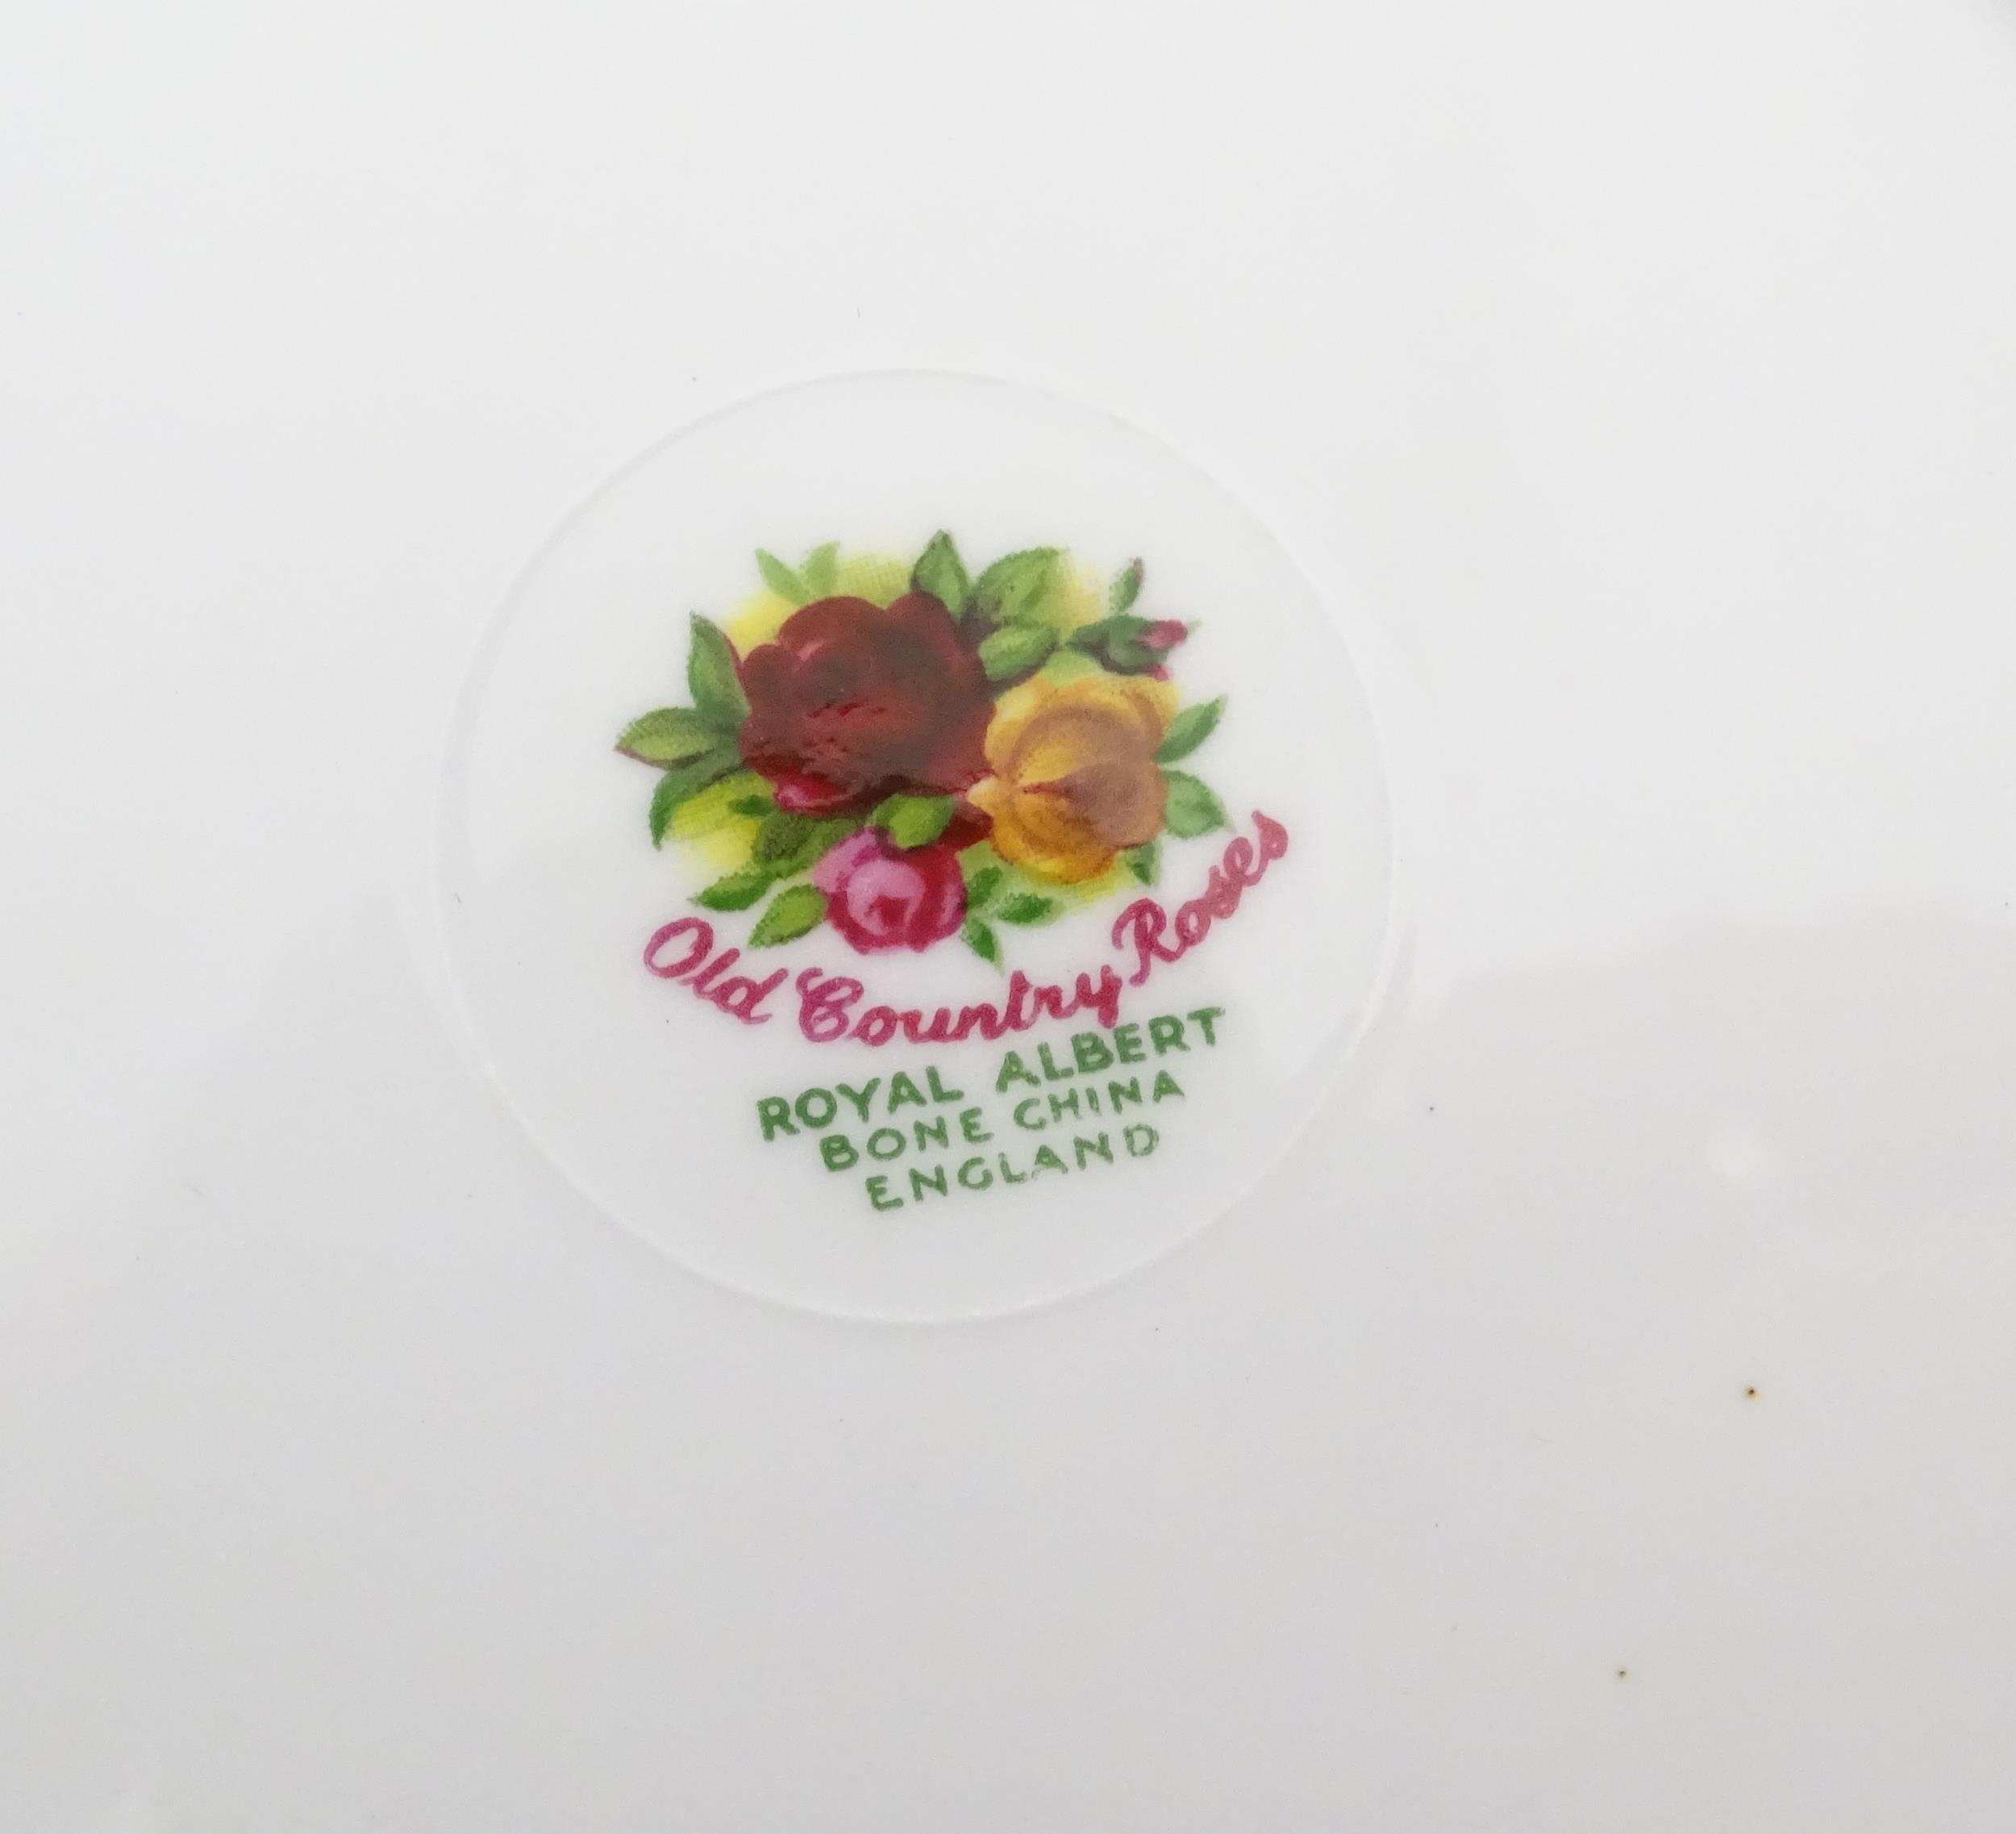 Old Country Roses
ROYAL ALBERT
BONE CHINA
ENGLAND